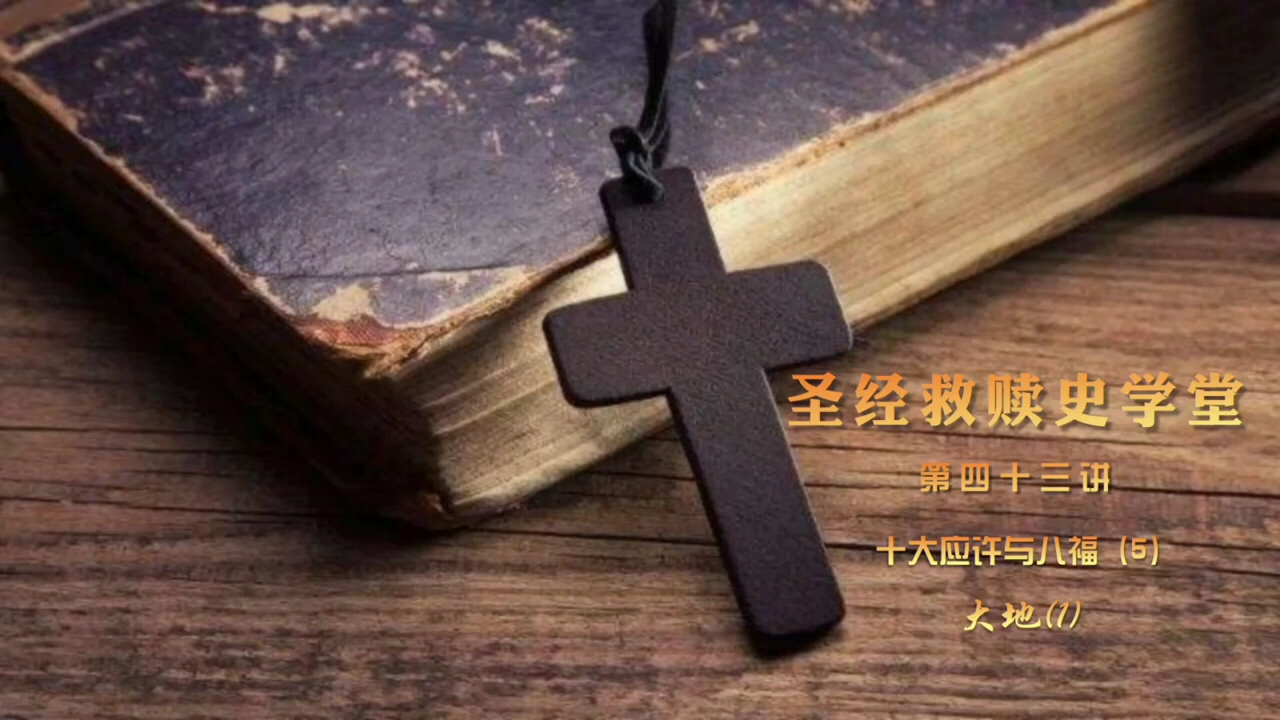 圣经救赎史学堂
第四十三讲
十大应许与八福（5）
大地(1)